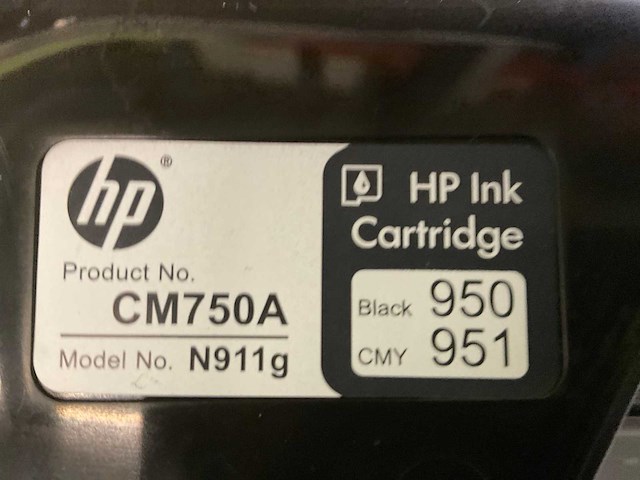 hp®
Product No.
CM750A
Model No. N911g
HP Ink
Cartridge
Black 950
CMY 951